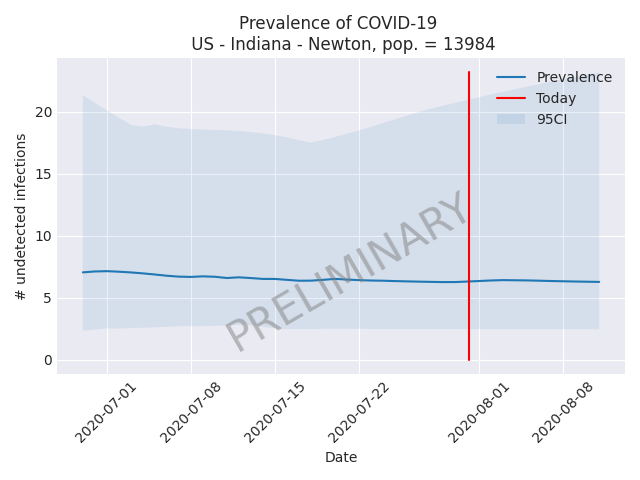 Prevalence of COVID-19
US - Indiana - Newton, pop. = 13984
Prevalence
Today
95CI
20
15
10
5
0
# undetected infections
PRELIMINARY
2020-07-01
2020-07-08
2020-07-15
2020-07-22
2020-08-01
2020-08-08
Date